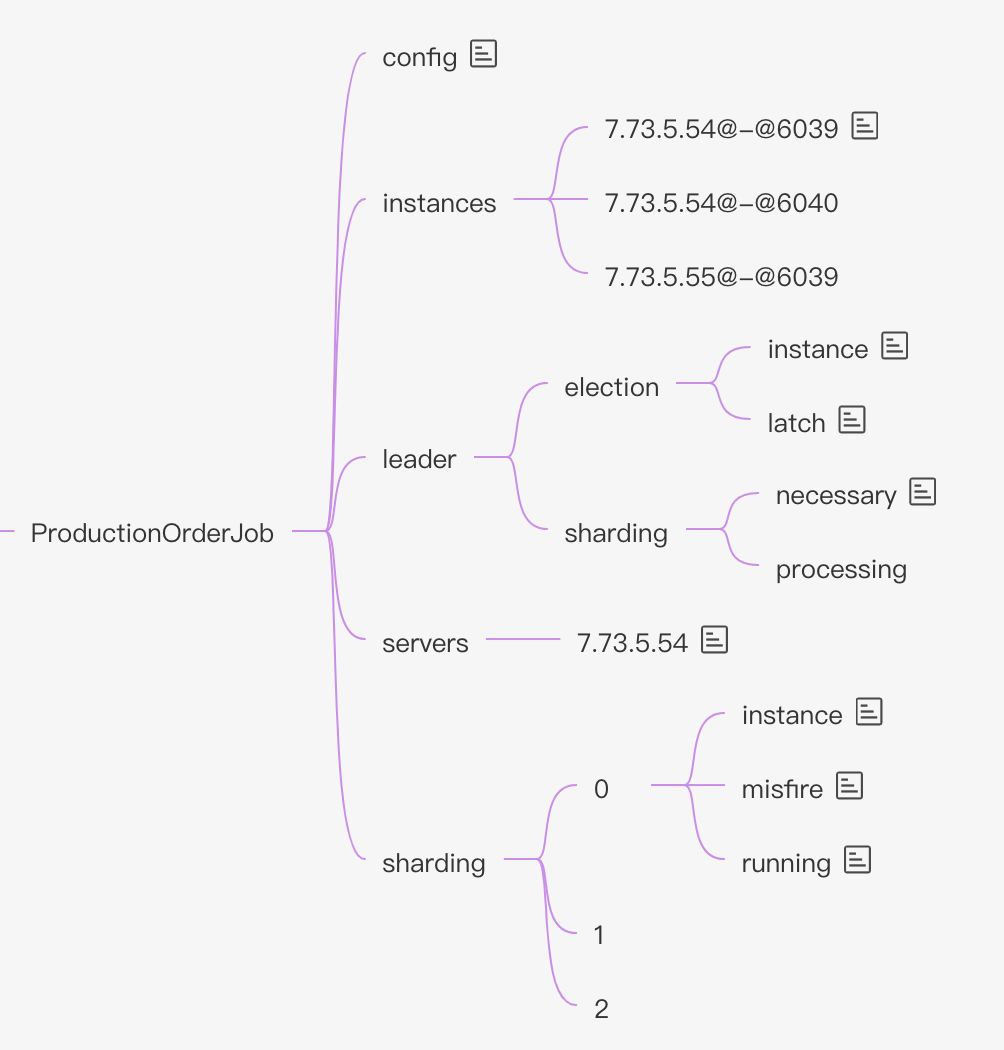 config
7.73.5.54@-@6039
instances
7.73.5.54@-@6040
7.73.5.55@-@6039
instance
election
latch
leader
necessary
sharding
processing
ProductionOrderJob
servers
7.73.5.54
instance
0
misfire
running
sharding
1
2